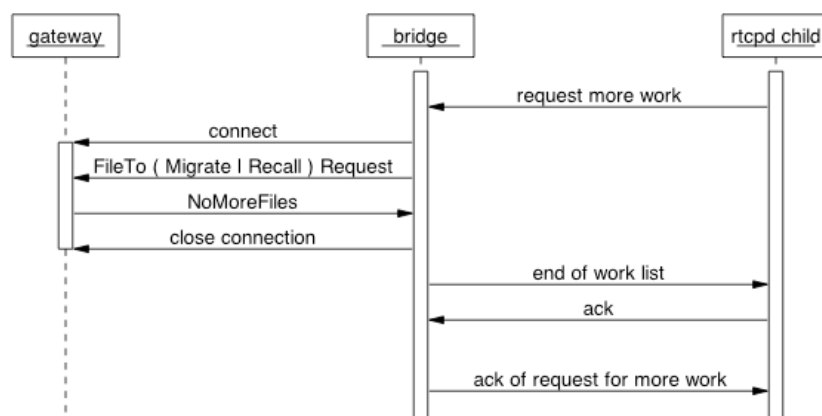 gateway
bridge
rtcpd child
request more work
connect
FileTo ( Migrate I Recall ) Request
NoMoreFiles
close connection
end of work list
ack
ack of request for more work